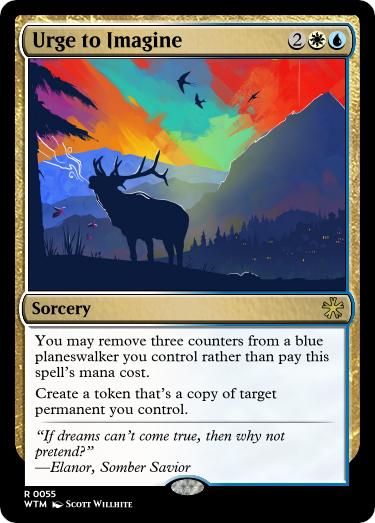 Urge to Imagine 2
Sorcery
You may remove three counters from a blue
planeswalker you control rather than pay this
spell's mana cost.
Create a token that's a copy of target
permanent you control.
“If dreams can't come true, then why not
pretend?”
—Elanor, Somber Savior
R 0055
WTM Scott Willhite